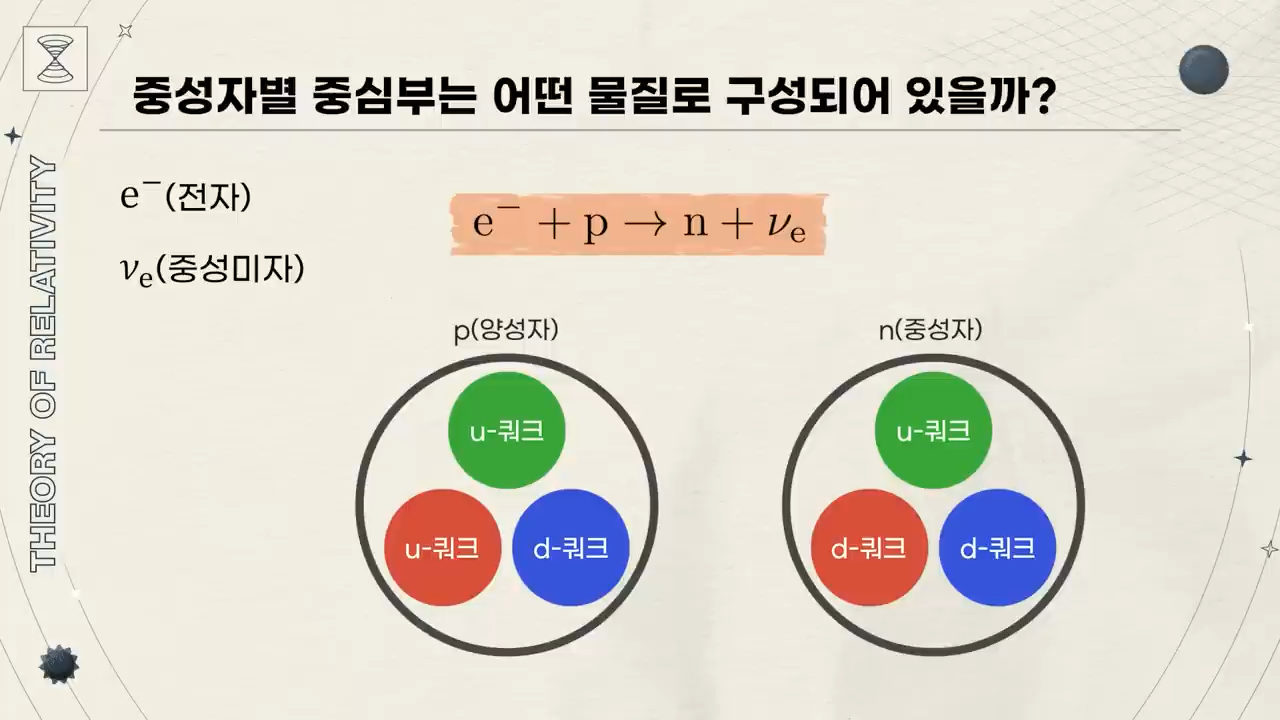 중성자별 중심부는 어떤 물질로 구성되어 있을까?
THEORY OF RELATIVITY
e⁻(전자)
e⁻ + p → n + νₑ
νₑ(중성미자)
p(양성자)
n(중성자)
u-쿼크
u-쿼크
u-쿼크
d-쿼크
d-쿼크
d-쿼크